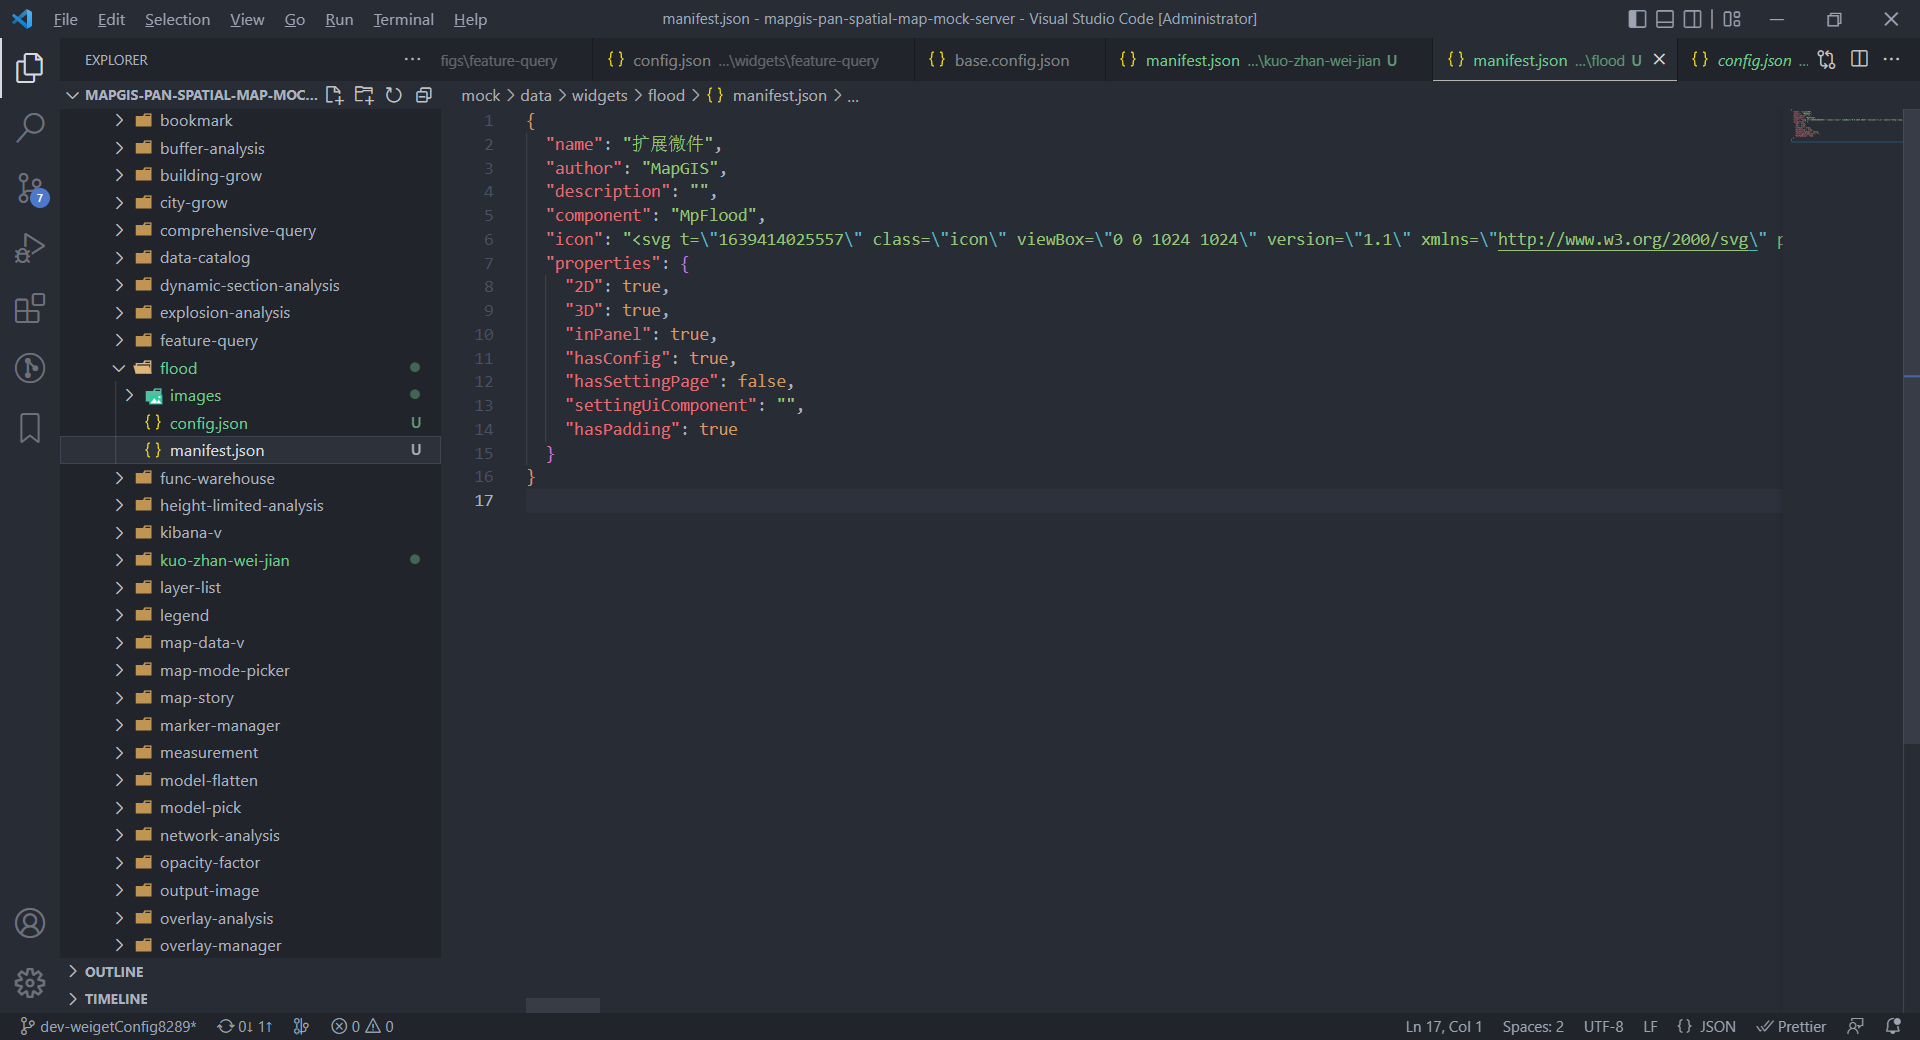 File Edit Selection View Go Run Terminal Help
manifest.json - mapgis-pan-spatial-map-mock-server - Visual Studio Code [Administrator]
EXPLORER
figs\feature-query
config.json ...\widgets\feature-query
base.config.json
manifest.json ...\kuo-zhan-wei-jian U
manifest.json ...\flood U
config.json ...
MAPGIS-PAN-SPATIAL-MAP-MOC...
mock > data > widgets > flood > {} manifest.json > ...
bookmark
buffer-analysis
building-grow
city-grow
comprehensive-query
data-catalog
dynamic-section-analysis
explosion-analysis
feature-query
flood
images
config.json U
manifest.json U
func-warehouse
height-limited-analysis
kibana-v
kuo-zhan-wei-jian
layer-list
legend
map-data-v
map-mode-picker
map-story
marker-manager
measurement
model-flatten
model-pick
network-analysis
opacity-factor
output-image
overlay-analysis
overlay-manager
OUTLINE
TIMELINE
7
1 {
2 "name": "扩展微件",
3 "author": "MapGIS",
4 "description": "",
5 "component": "MpFlood",
6 "icon": "<svg t=\"1639414025557\" class=\"icon\" viewBox=\"0 0 1024 1024\" version=\"1.1\" xmlns=\"http://www.w3.org/2000/svg\" p
7 "properties": {
8 "2D": true,
9 "3D": true,
10 "inPanel": true,
11 "hasConfig": true,
12 "hasSettingPage": false,
13 "settingUiComponent": "",
14 "hasPadding": true
15 }
16 }
17
dev-weigetConfig8289* 0↓ 1↑ 0 0
Ln 17, Col 1 Spaces: 2 UTF-8 LF {} JSON Prettier